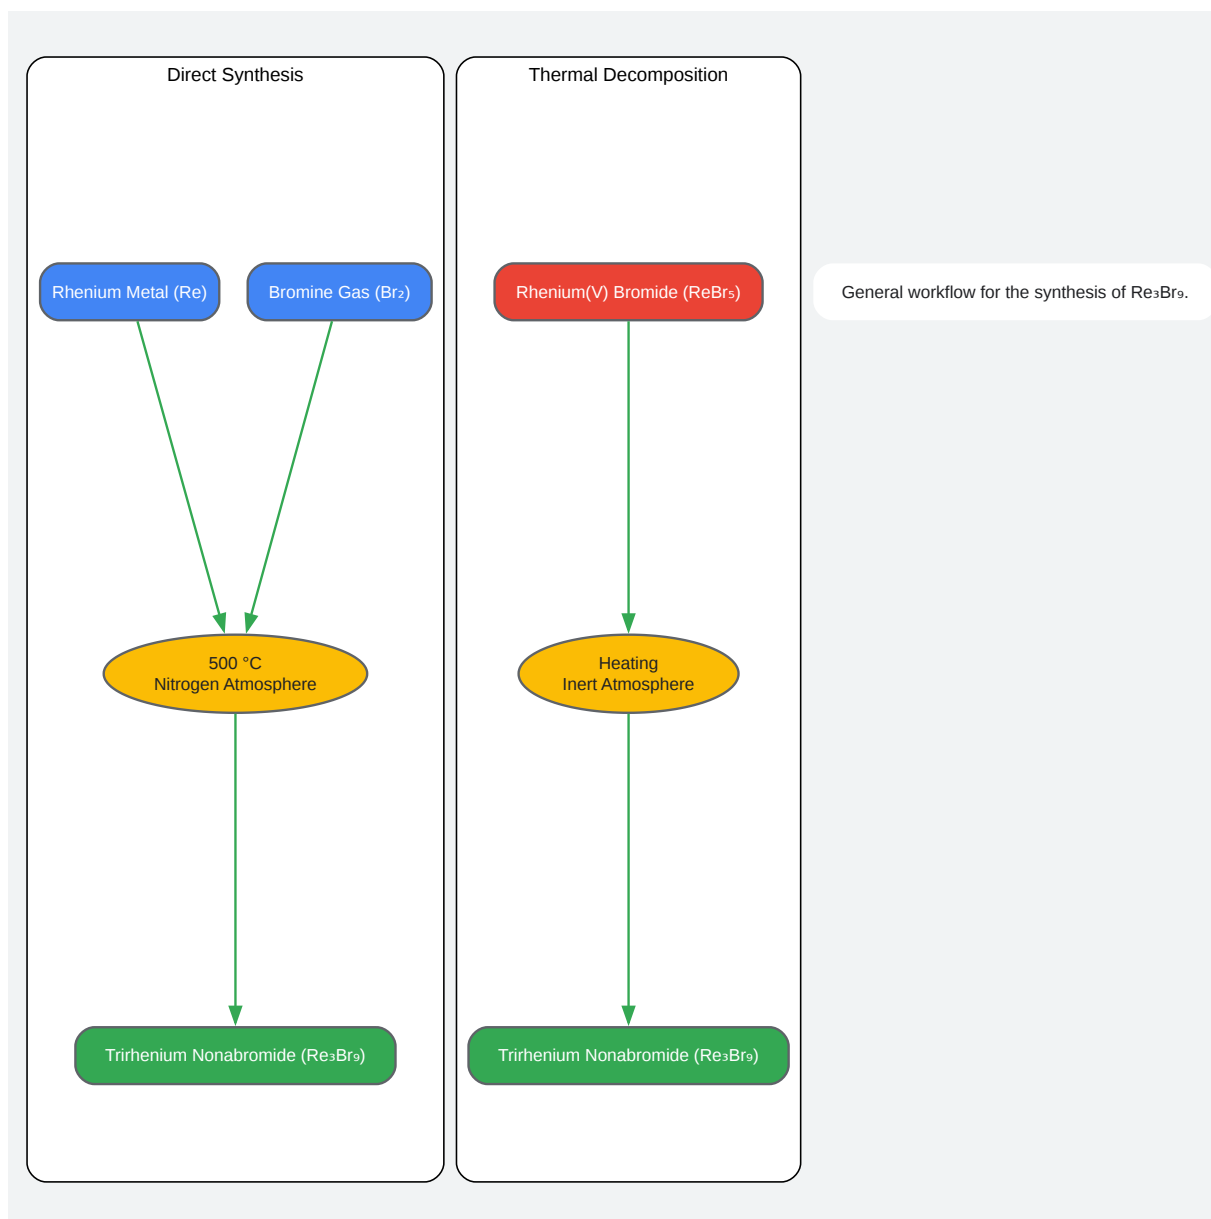 Direct Synthesis
Thermal Decomposition
Rhenium Metal (Re)
Bromine Gas (Br₂)
Rhenium(V) Bromide (ReBr₅)
General workflow for the synthesis of Re₃Br₉.
500 °C
Nitrogen Atmosphere
Heating
Inert Atmosphere
Trirhenium Nonabromide (Re₃Br₉)
Trirhenium Nonabromide (Re₃Br₉)